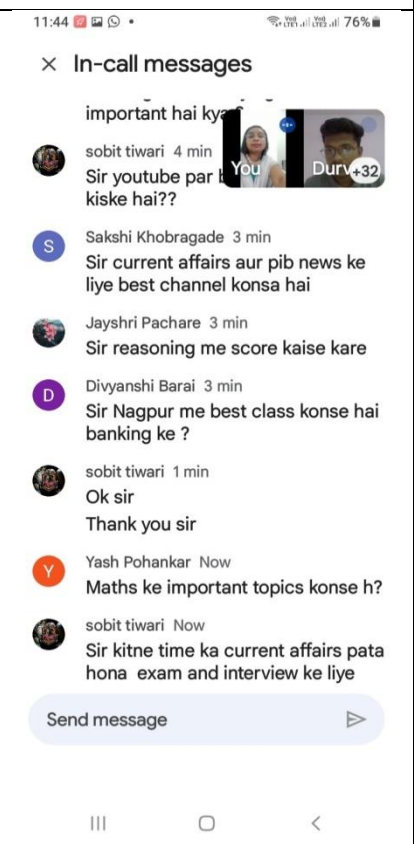 11:44
76%
× In-call messages
important hai kya
You
Durv
+32
sobit tiwari 4 min
Sir youtube par
kiske hai??
S
Sakshi Khobragade 3 min
Sir current affairs aur pib news ke
liye best channel konsa hai
Jayshri Pachare 3 min
Sir reasoning me score kaise kare
D
Divyanshi Barai 3 min
Sir Nagpur me best class konse hai
banking ke ?
sobit tiwari 1 min
Ok sir
Thank you sir
Y
Yash Pohankar Now
Maths ke important topics konse h?
sobit tiwari Now
Sir kitne time ka current affairs pata
hona exam and interview ke liye
Send message